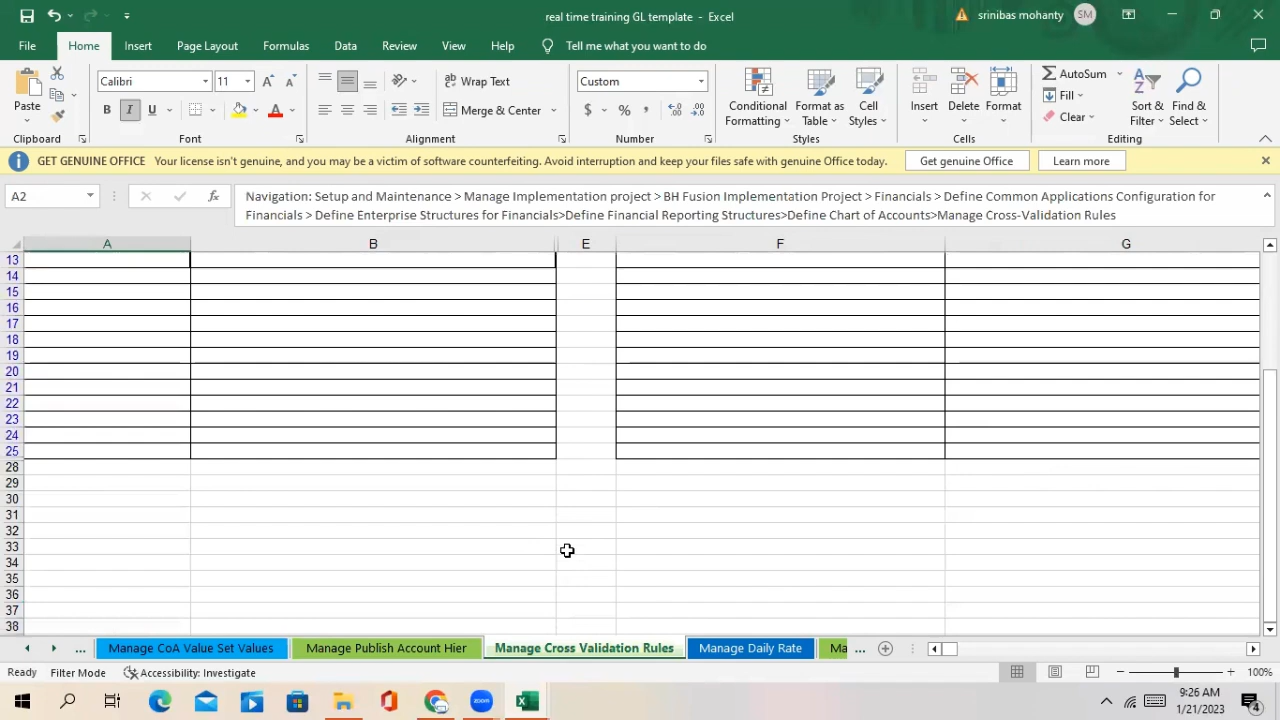 real time training GL template - Excel
srinibas mohanty
SM
File
Home
Insert
Page Layout
Formulas
Data
Review
View
Help
Tell me what you want to do
Paste
Calibri
11
A
A
B
I
U
A
ab
Wrap Text
Merge & Center
Custom
$
%
Conditional
Formatting
Format as
Table
Cell
Styles
Insert
Delete
Format
AutoSum
Fill
Clear
Sort &
Filter
Find &
Select
Clipboard
Font
Alignment
Number
Styles
Cells
Editing
GET GENUINE OFFICE Your license isn't genuine, and you may be a victim of software counterfeiting. Avoid interruption and keep your files safe with genuine Office today.
Get genuine Office
Learn more
A2
fx
Navigation: Setup and Maintenance > Manage Implementation project > BH Fusion Implementation Project > Financials > Define Common Applications Configuration for
Financials > Define Enterprise Structures for Financials>Define Financial Reporting Structures>Define Chart of Accounts>Manage Cross-Validation Rules
A B E F G
13
14
15
16
17
18
19
20
21
22
23
24
25
28
29
30
31
32
33
34
35
36
37
38
...
Manage CoA Value Set Values
Manage Publish Account Hier
Manage Cross Validation Rules
Manage Daily Rate
Ma
...
Ready
Filter Mode
Accessibility: Investigate
100%
zoom
9:26 AM
1/21/2023
4